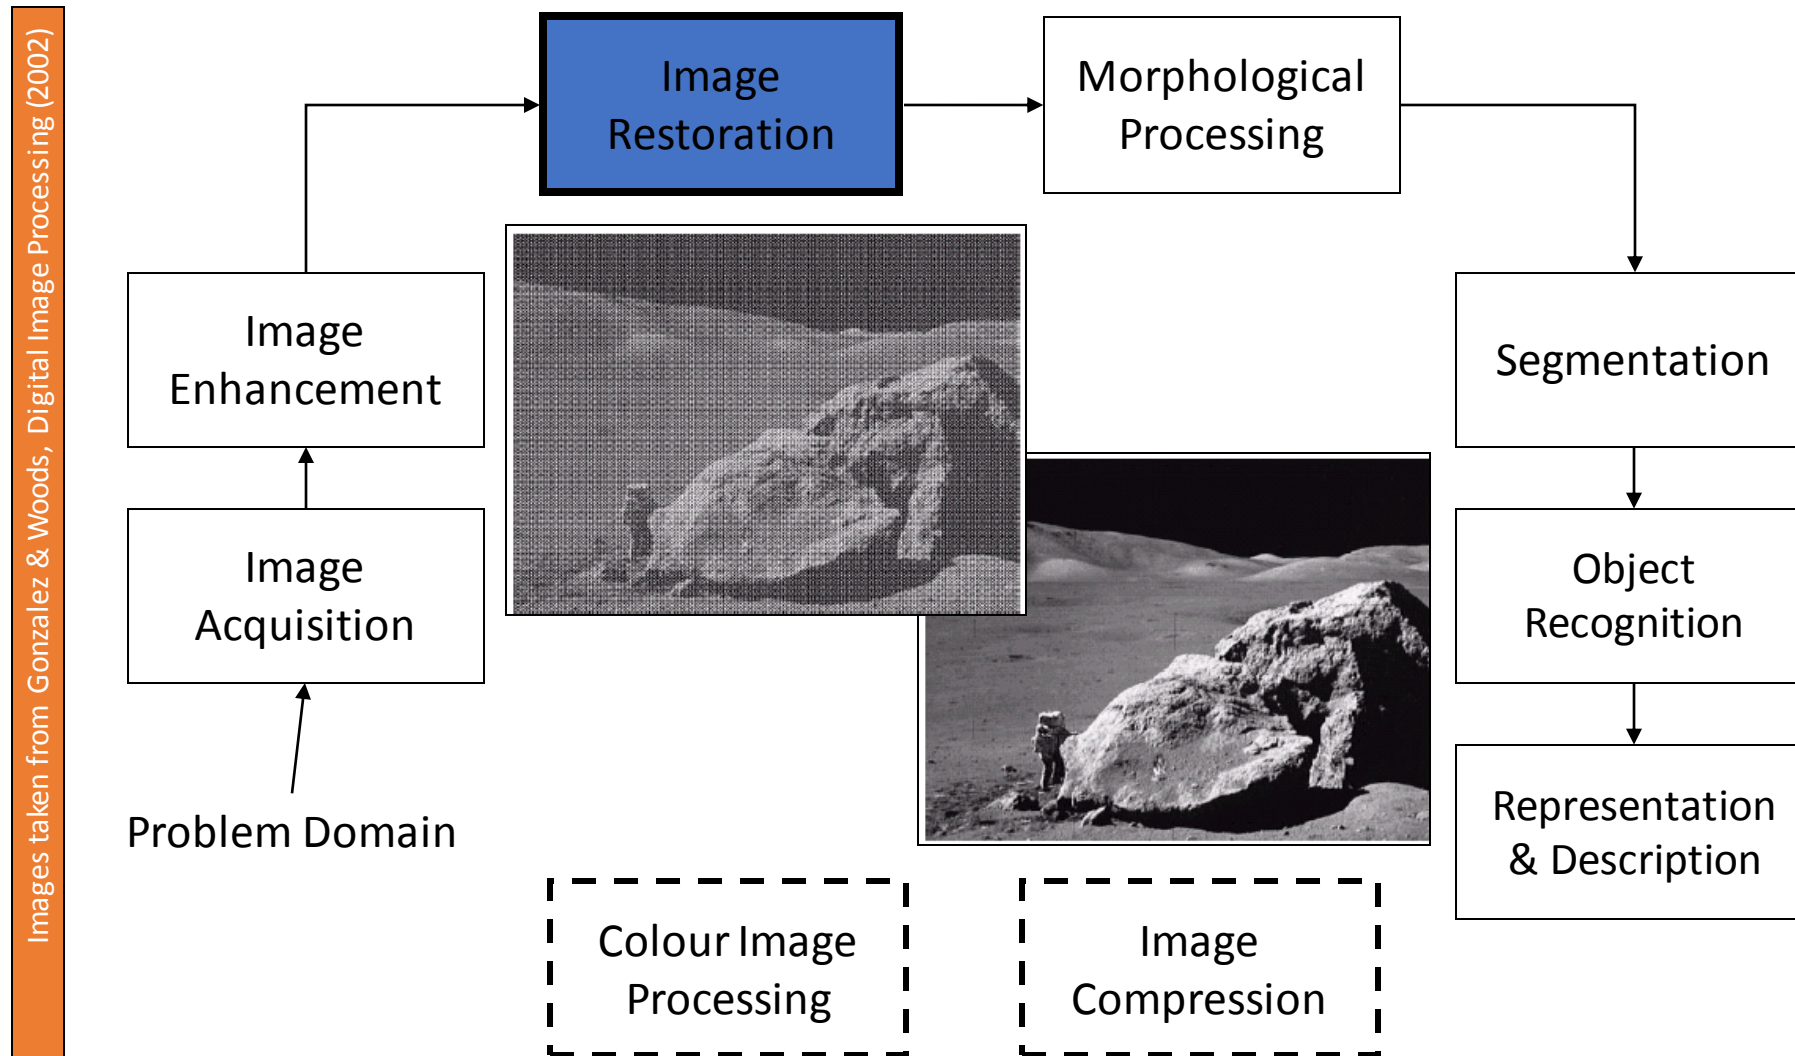 Images taken from Gonzalez & Woods, Digital Image Processing (2002)
Image
Restoration
Morphological
Processing
Image
Enhancement
Segmentation
Image
Acquisition
Object
Recognition
Problem Domain
Representation
& Description
Colour Image
Processing
Image
Compression